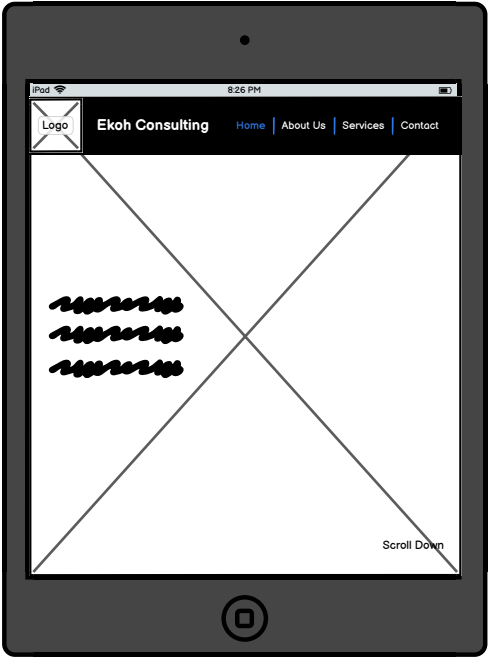 iPad 8:26 PM
Logo Ekoh Consulting Home About Us Services Contact
Scroll Down